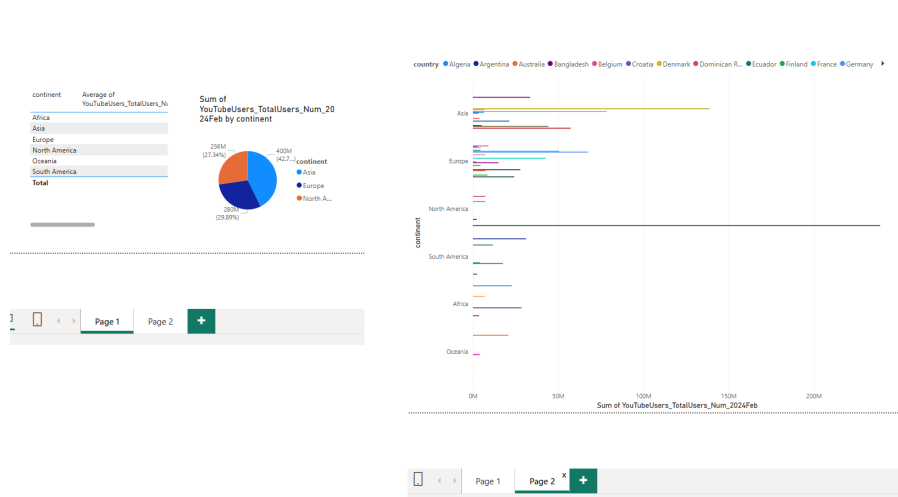 continent
Average of
YouTubeUsers_TotalUsers_Nu
Africa
Asia
Europe
North America
Oceania
South America
Total
Sum of
YouTubeUsers_TotalUsers_Num_20
24Feb by continent
256M
(27.34%)
400M
(42.7...)
280M
(29.89%)
continent
Asia
Europe
North A...
Page 1
Page 2
+
country Algeria Argentina Australia Bangladesh Belgium Croatia Denmark Dominican R... Ecuador Finland France Germany
continent
Asia
Europe
North America
South America
Africa
Oceania
0M 50M 100M 150M 200M
Sum of YouTubeUsers_TotalUsers_Num_2024Feb
Page 1
Page 2
x
+